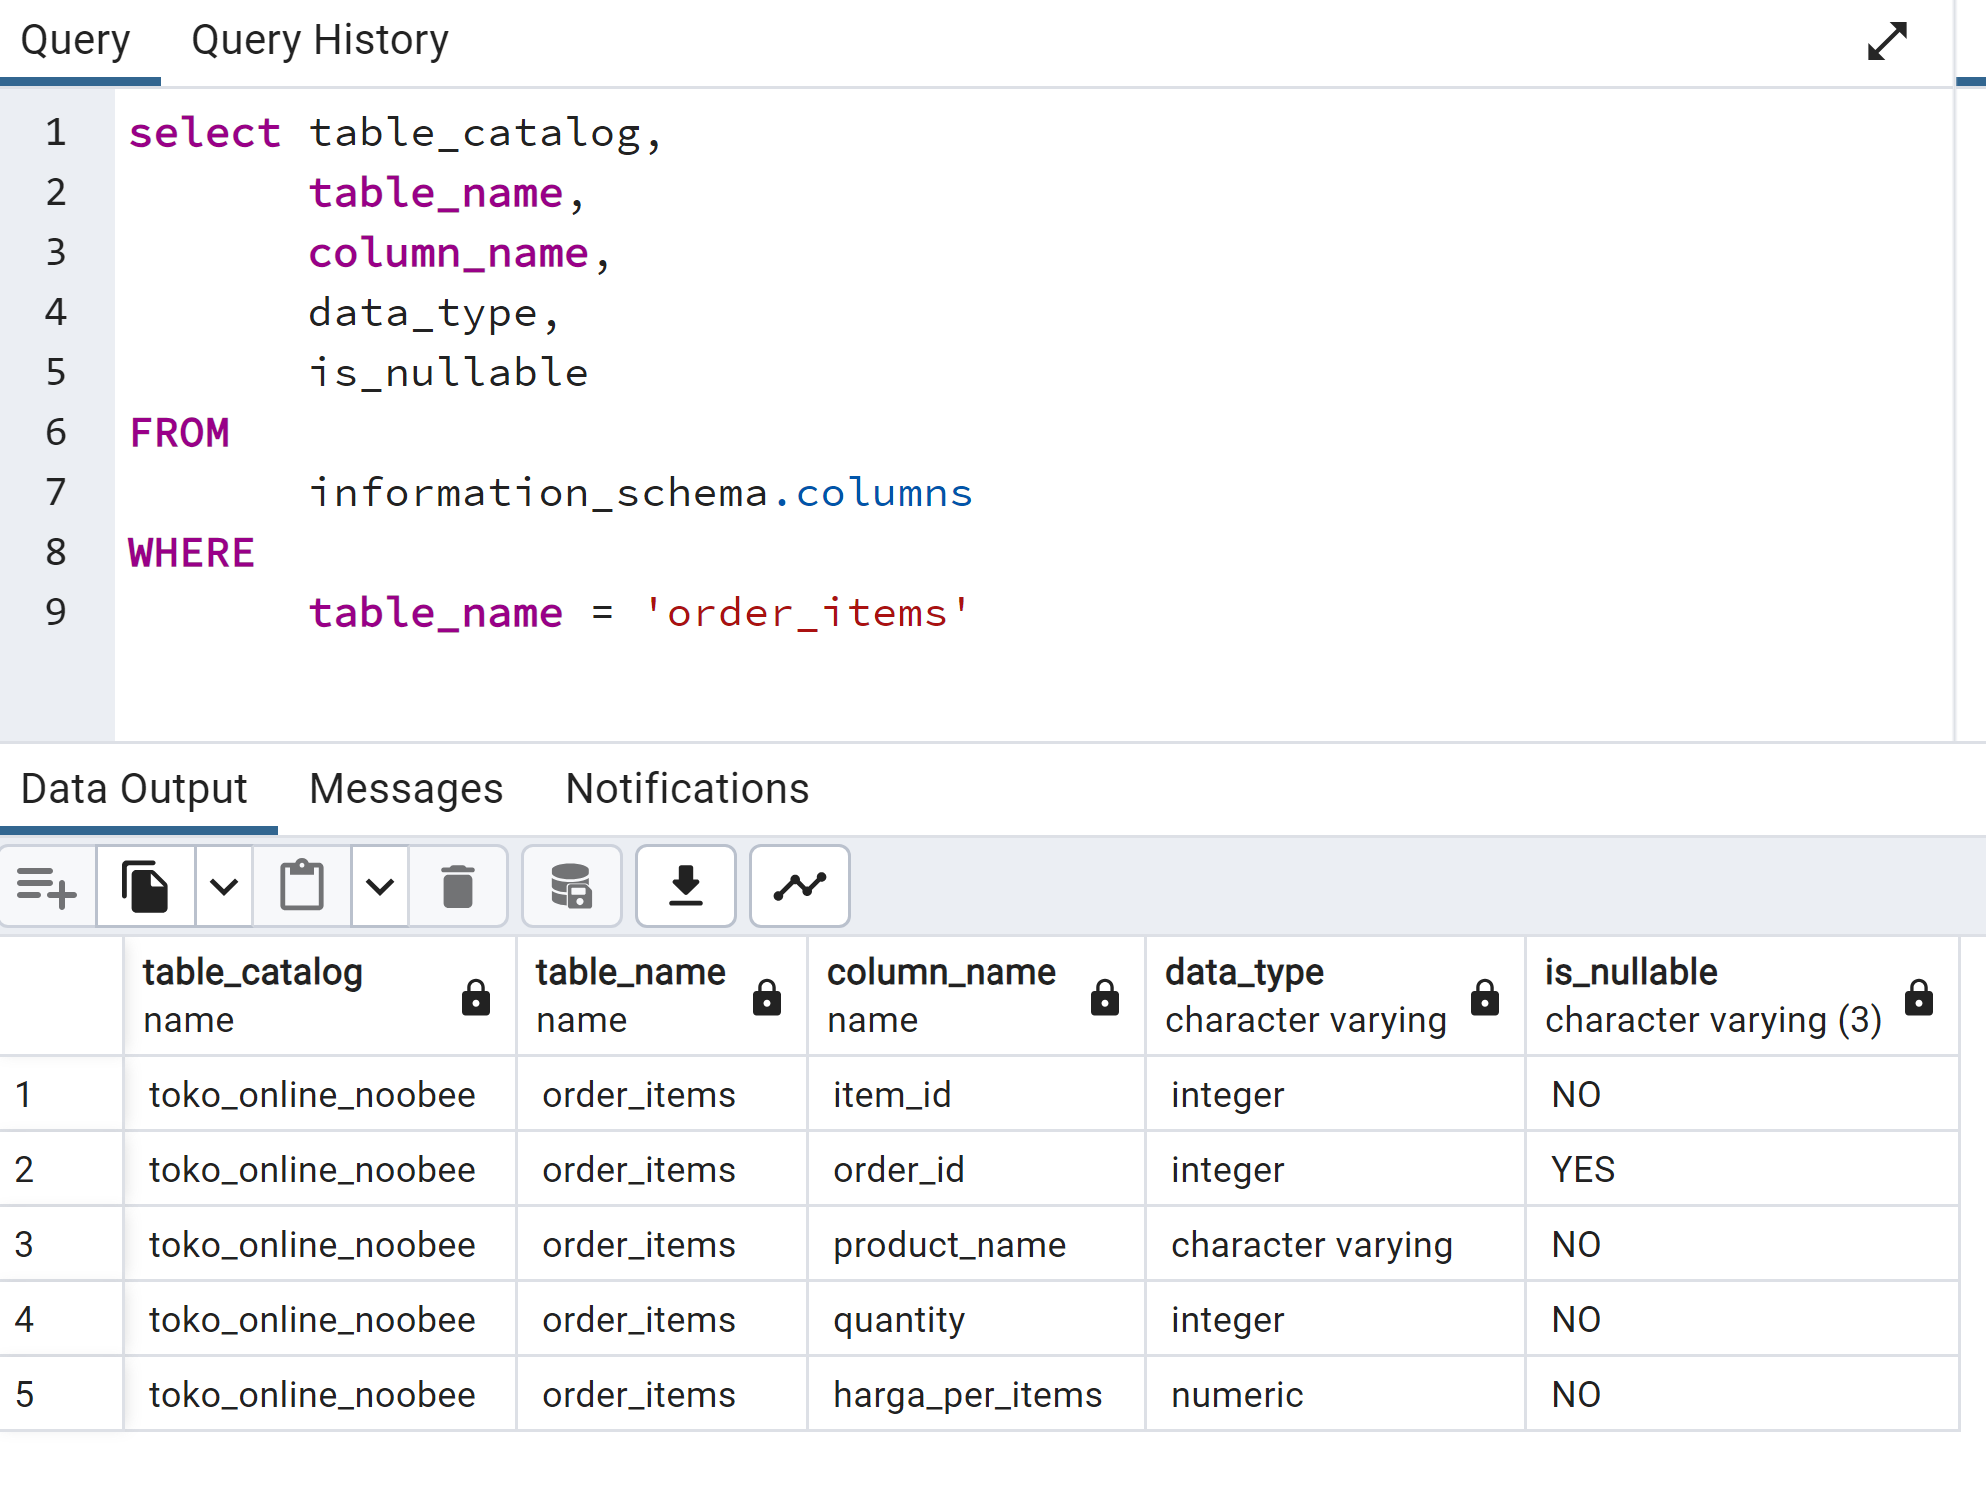 Query Query History
1 select table_catalog,
2 table_name,
3 column_name,
4 data_type,
5 is_nullable
6 FROM
7 information_schema.columns
8 WHERE
9 table_name = 'order_items'
Data Output Messages Notifications
table_catalog table_name column_name data_type is_nullable
name name name character varying character varying (3)
1 toko_online_noobee order_items item_id integer NO
2 toko_online_noobee order_items order_id integer YES
3 toko_online_noobee order_items product_name character varying NO
4 toko_online_noobee order_items quantity integer NO
5 toko_online_noobee order_items harga_per_items numeric NO